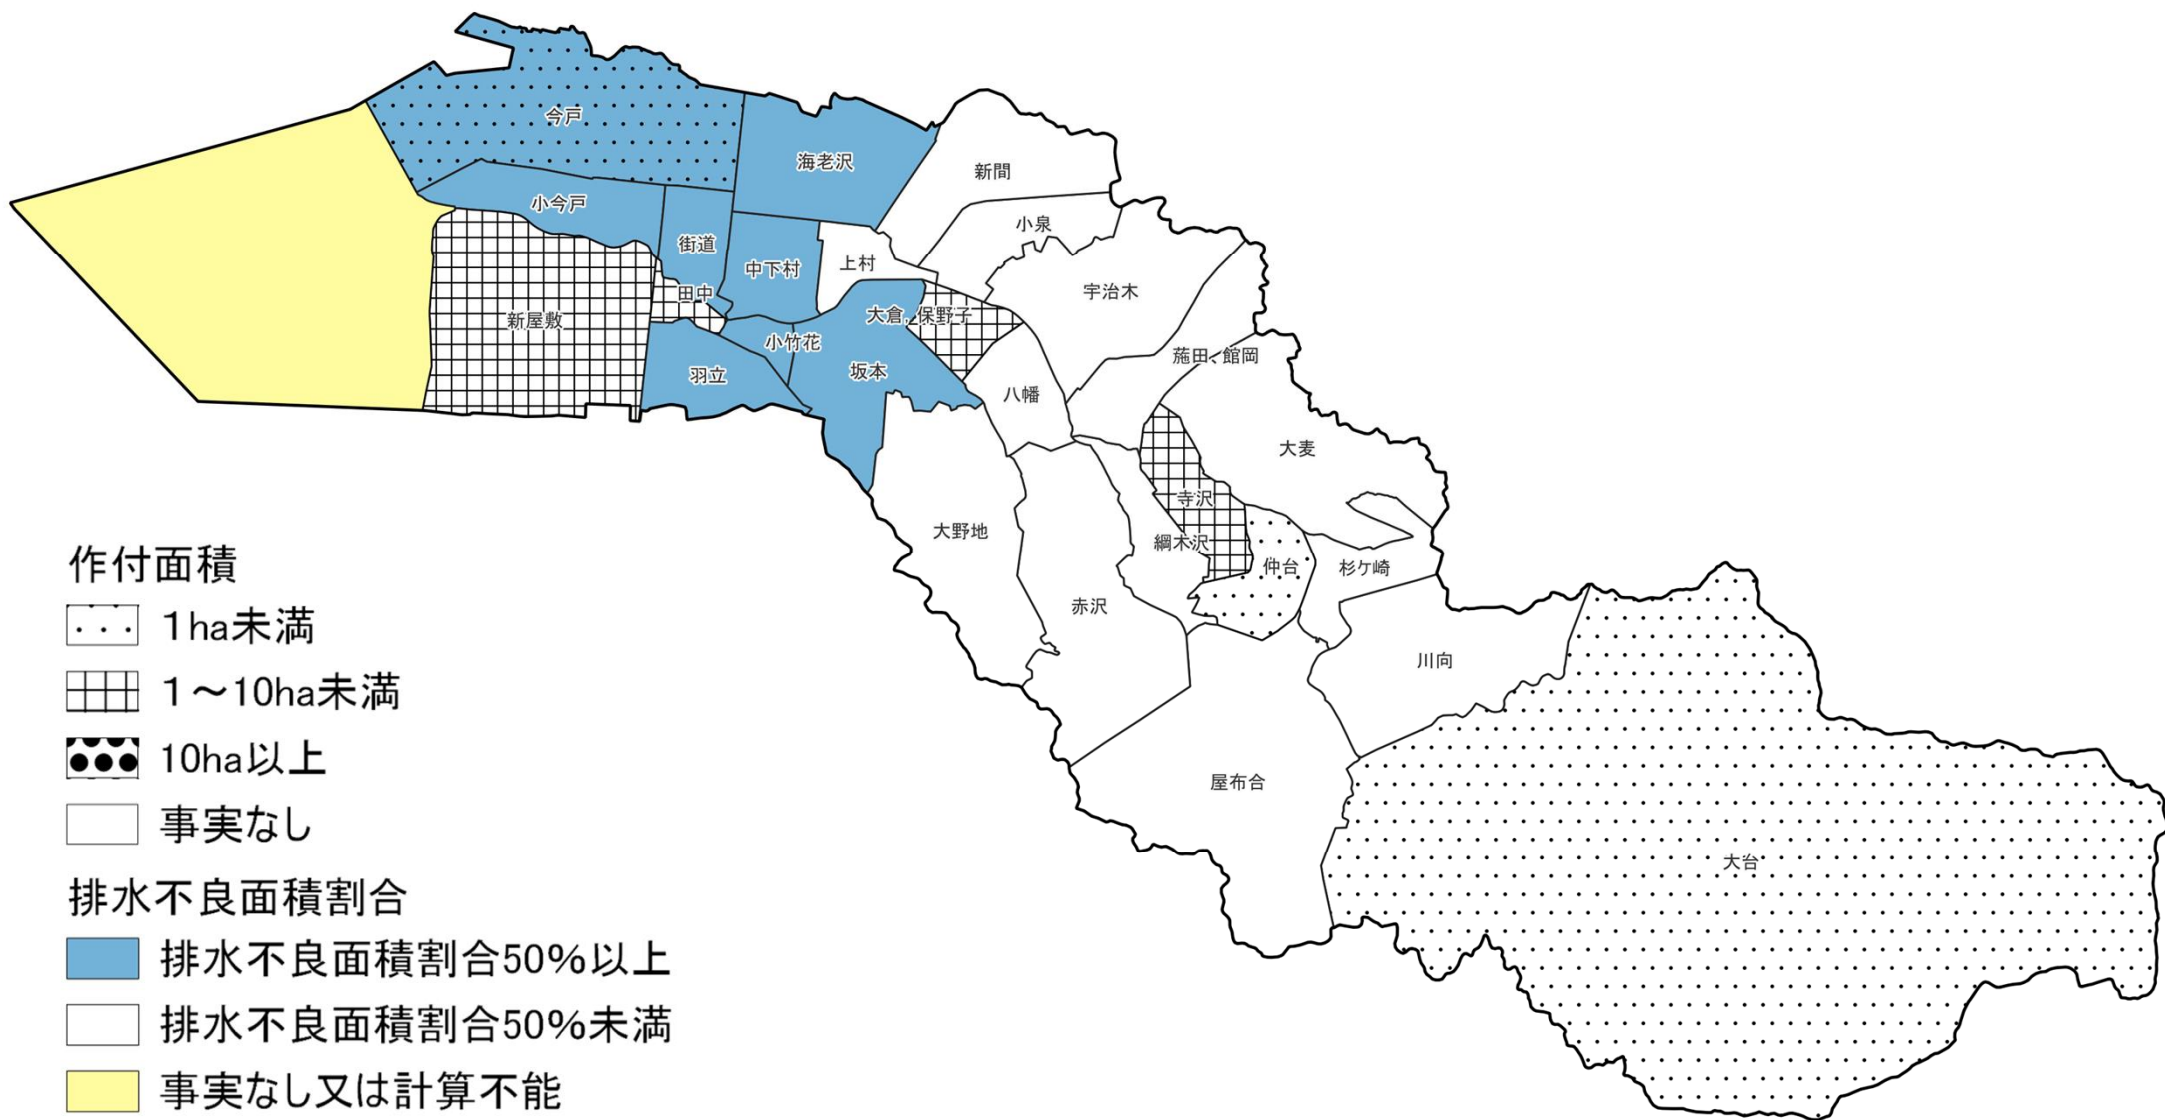 今戸
海老沢
新間
小今戸
小泉
街道
上村
中下村
宇治木
田中
大倉、保野子
新屋敷
小竹花
萢田、館岡
羽立
坂本
八幡
大麦
寺沢
大野地
綱木沢
仲台
杉ケ崎
赤沢
川向
屋布合
大台
作付面積
1ha未満
1～10ha未満
10ha以上
事実なし
排水不良面積割合
排水不良面積割合50%以上
排水不良面積割合50%未満
事実なし又は計算不能